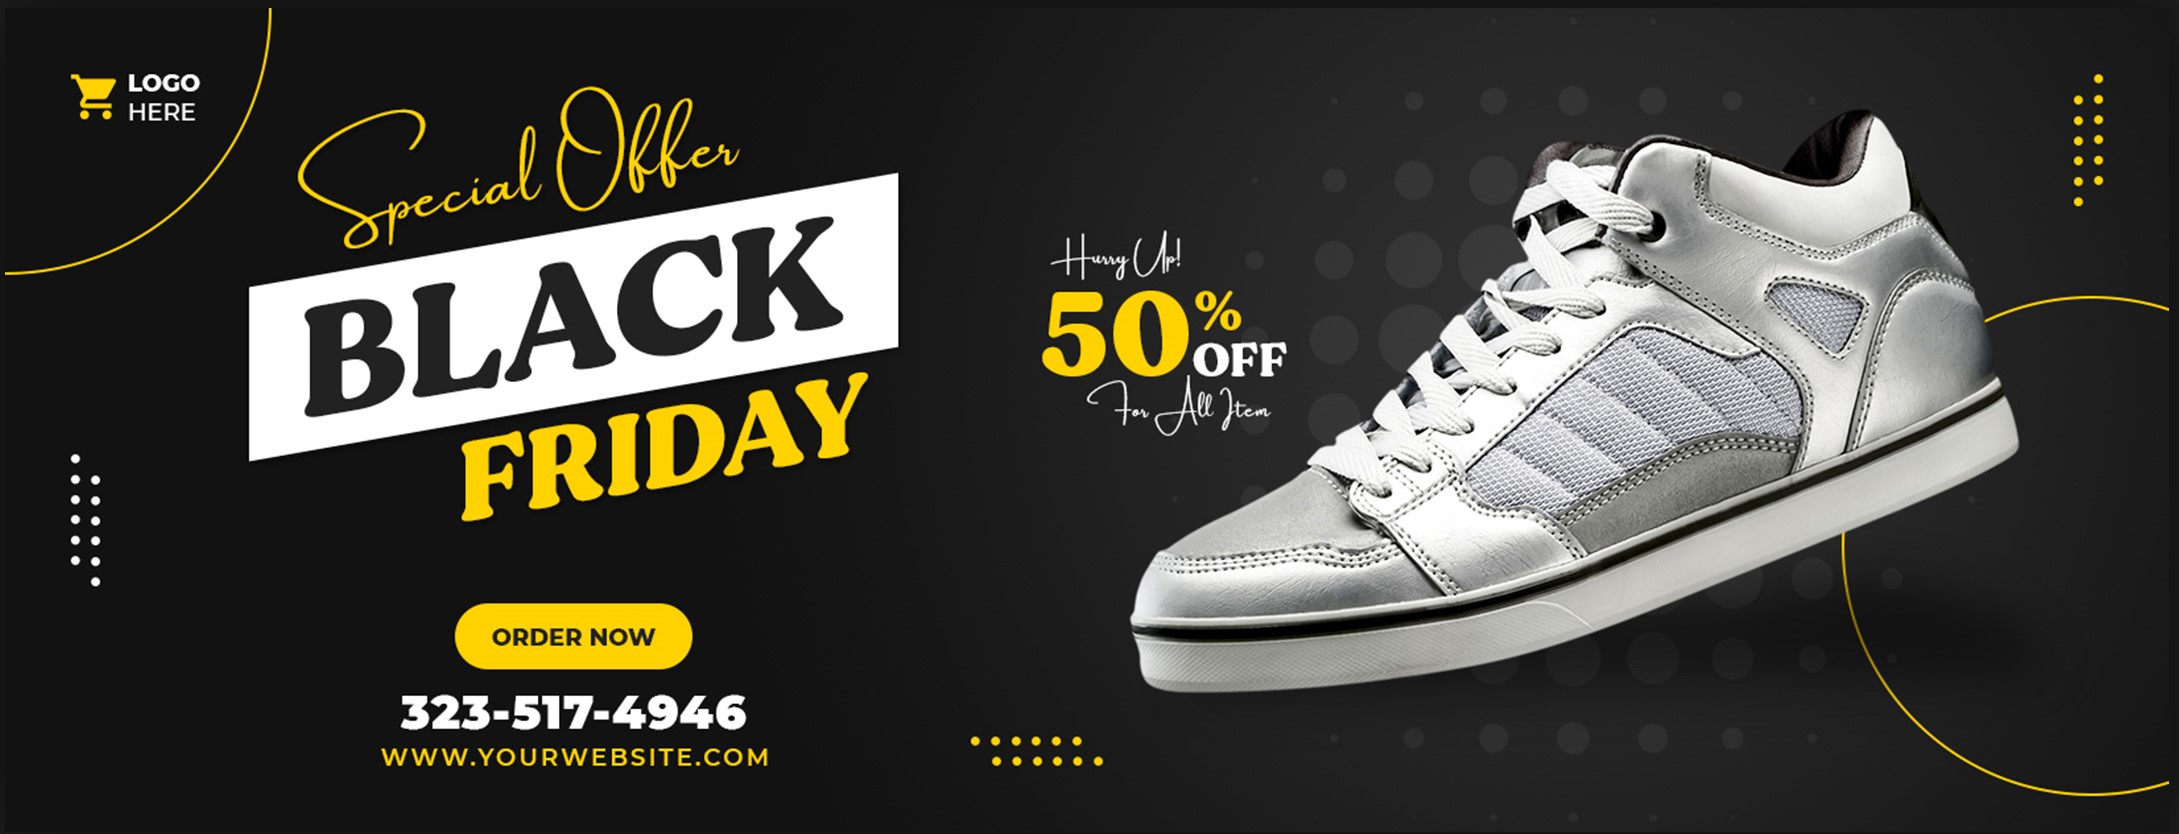 LOGO
HERE
Special Offer
BLACK
FRIDAY
Hurry Up!
50%
OFF
For All Item
ORDER NOW
323-517-4946
WWW.YOURWEBSITE.COM